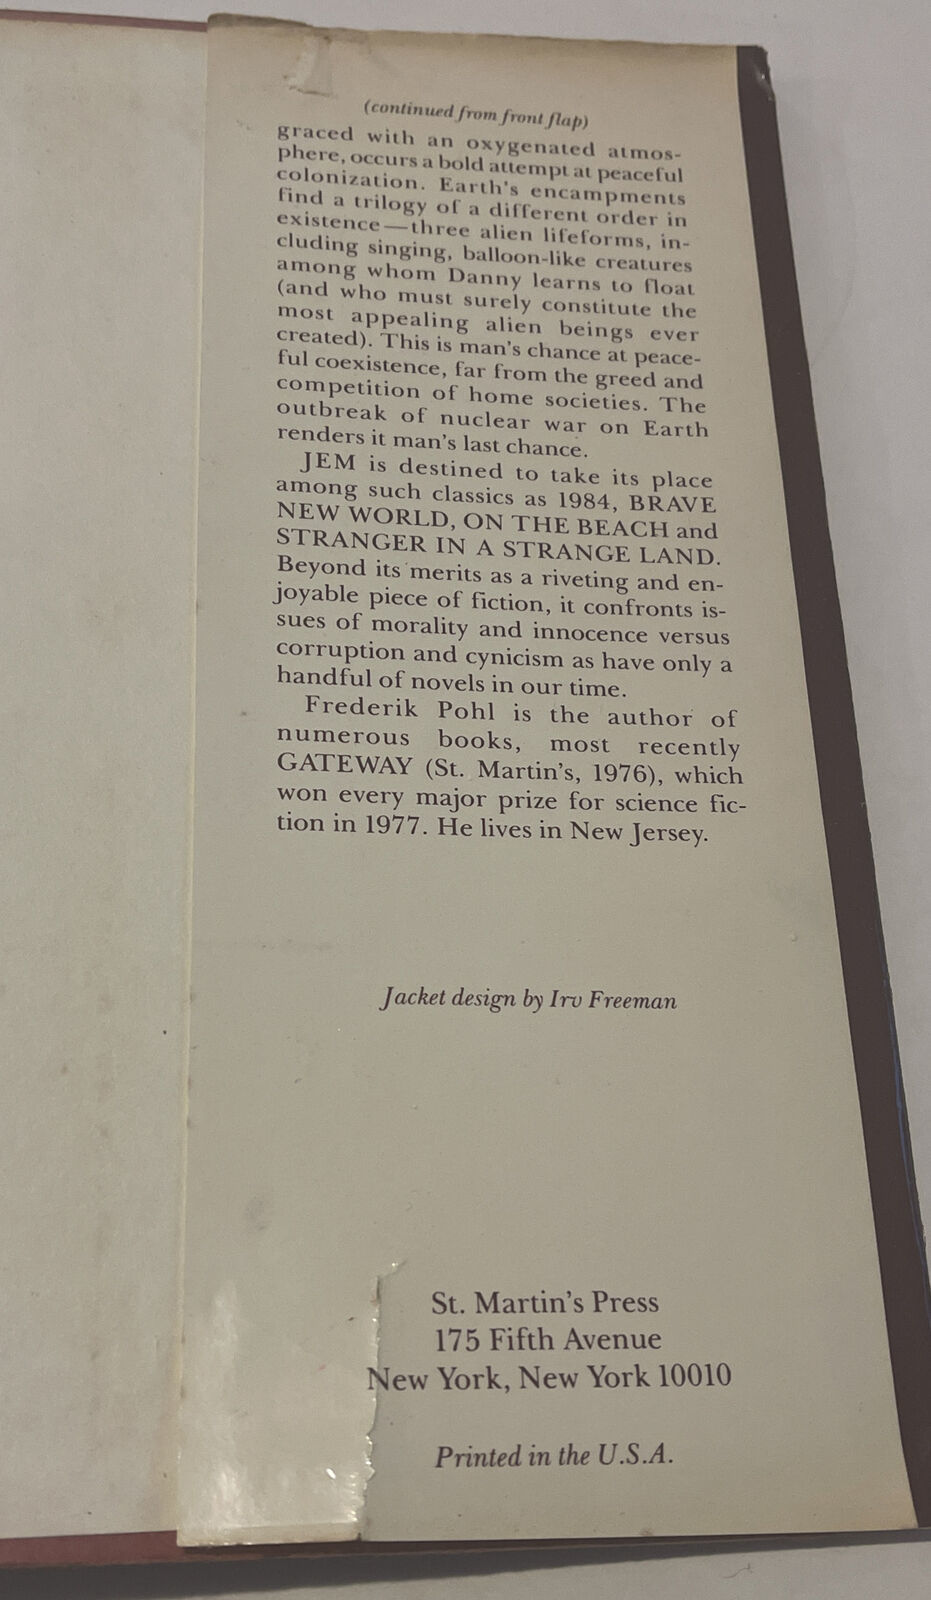 (continued from front flap)
graced with an oxygenated atmos-
phere, occurs a bold attempt at peaceful
colonization. Earth's encampments
find a trilogy of a different order in
existence—three alien lifeforms, in-
cluding singing, balloon-like creatures
among whom Danny learns to float
(and who must surely constitute the
most appealing alien beings ever
created). This is man's chance at peace-
ful coexistence, far from the greed and
competition of home societies. The
outbreak of nuclear war on Earth
renders it man's last chance.
JEM is destined to take its place
among such classics as 1984, BRAVE
NEW WORLD, ON THE BEACH and
STRANGER IN A STRANGE LAND.
Beyond its merits as a riveting and en-
joyable piece of fiction, it confronts is-
sues of morality and innocence versus
corruption and cynicism as have only a
handful of novels in our time.
Frederik Pohl is the author of
numerous books, most recently
GATEWAY (St. Martin's, 1976), which
won every major prize for science fic-
tion in 1977. He lives in New Jersey.
Jacket design by Irv Freeman
St. Martin's Press
175 Fifth Avenue
New York, New York 10010
Printed in the U.S.A.